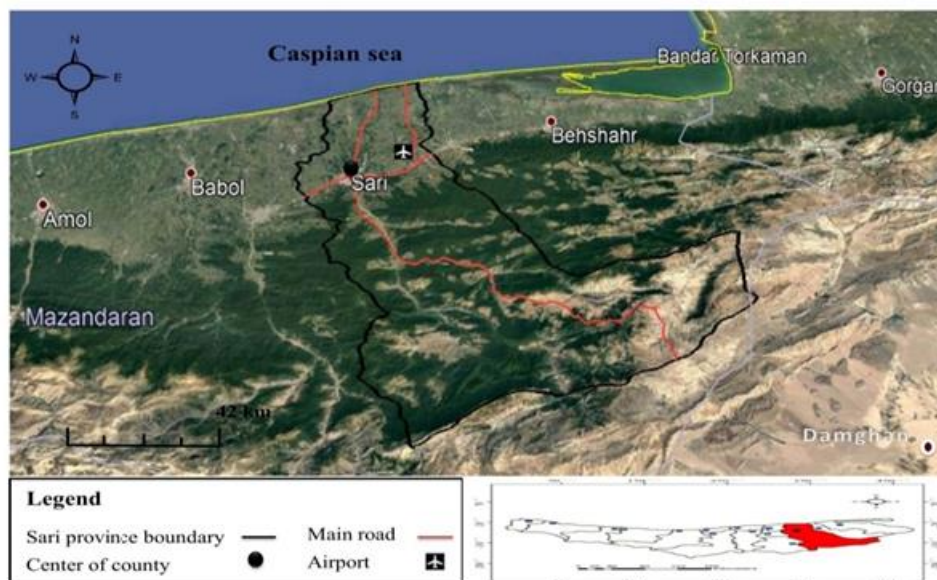 N
W E
S
Caspian sea
Bandar Torkaman
Gorgan
Behshahr
Sari
Babol
Amol
Mazandaran
42 km
Damghan
Legend
Sari province boundary
Main road
Center of county
Airport